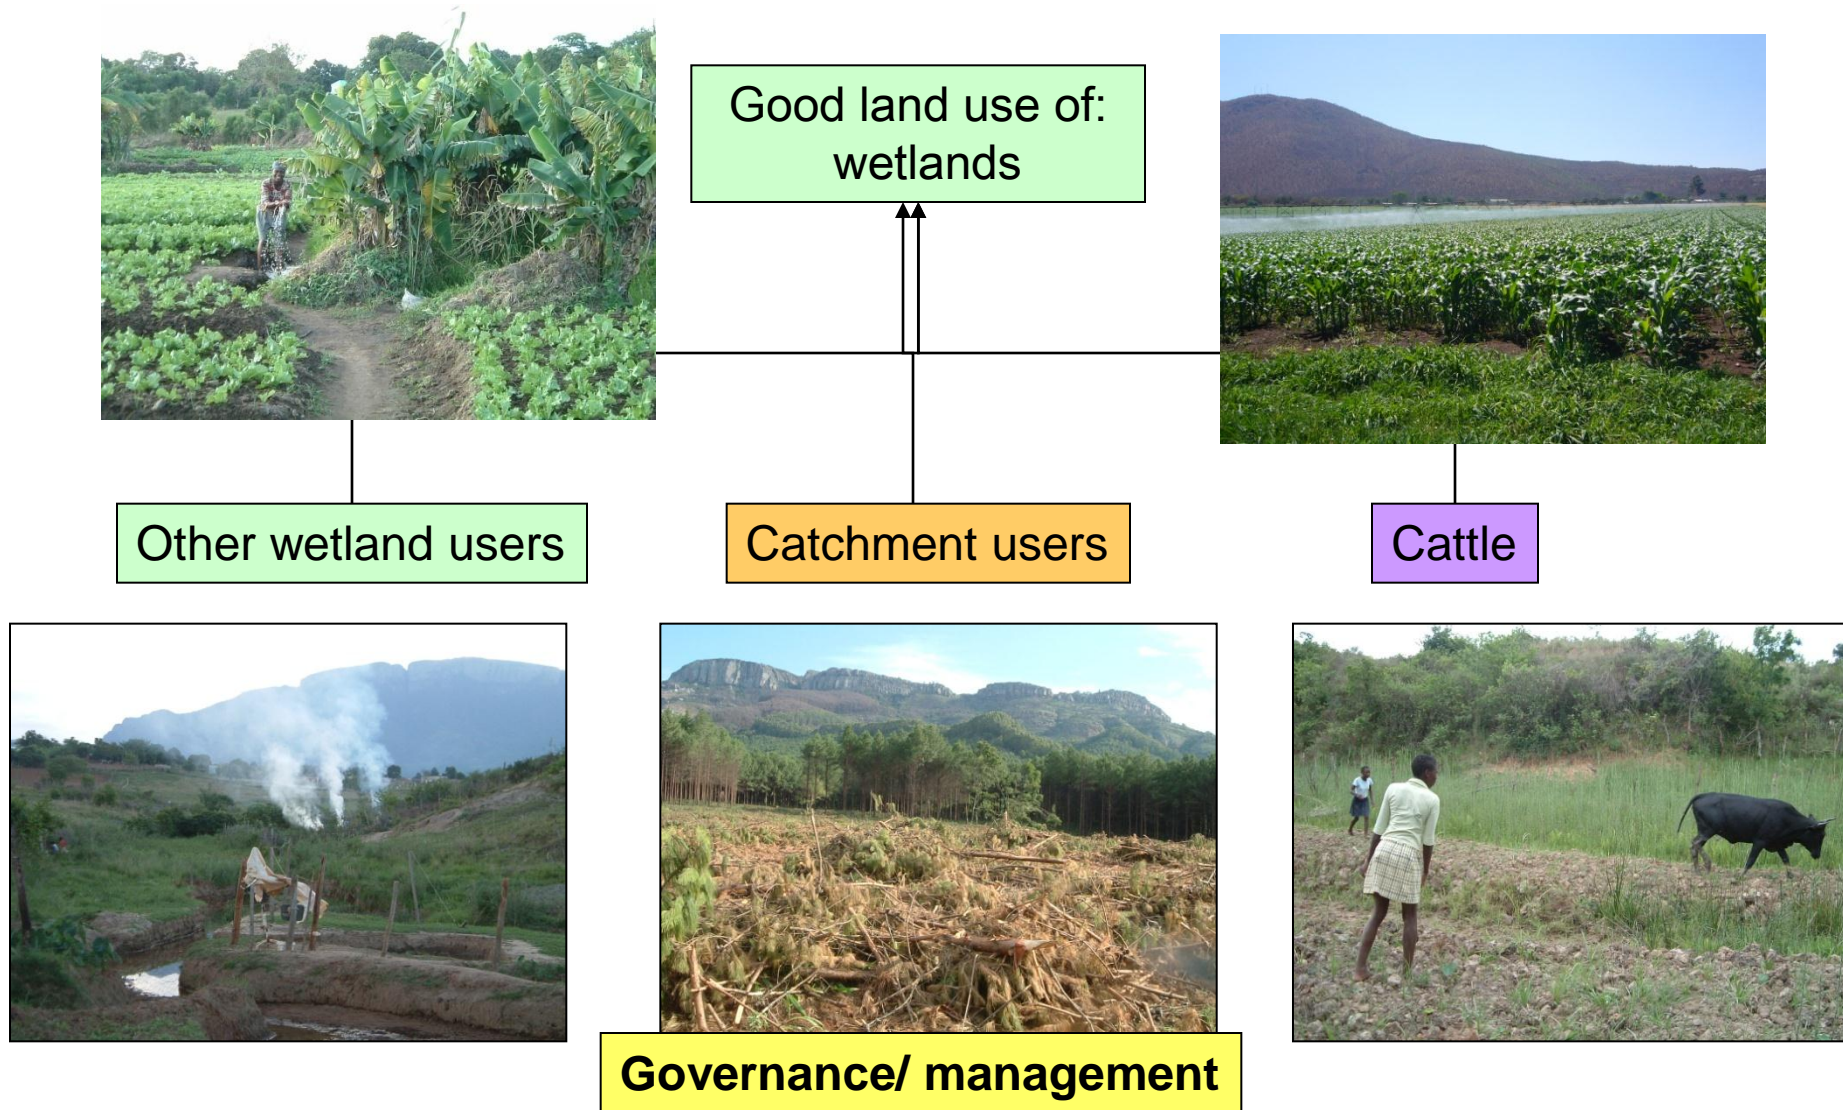 Good land use of:
wetlands
Other wetland users
Catchment users
Cattle
Governance/ management